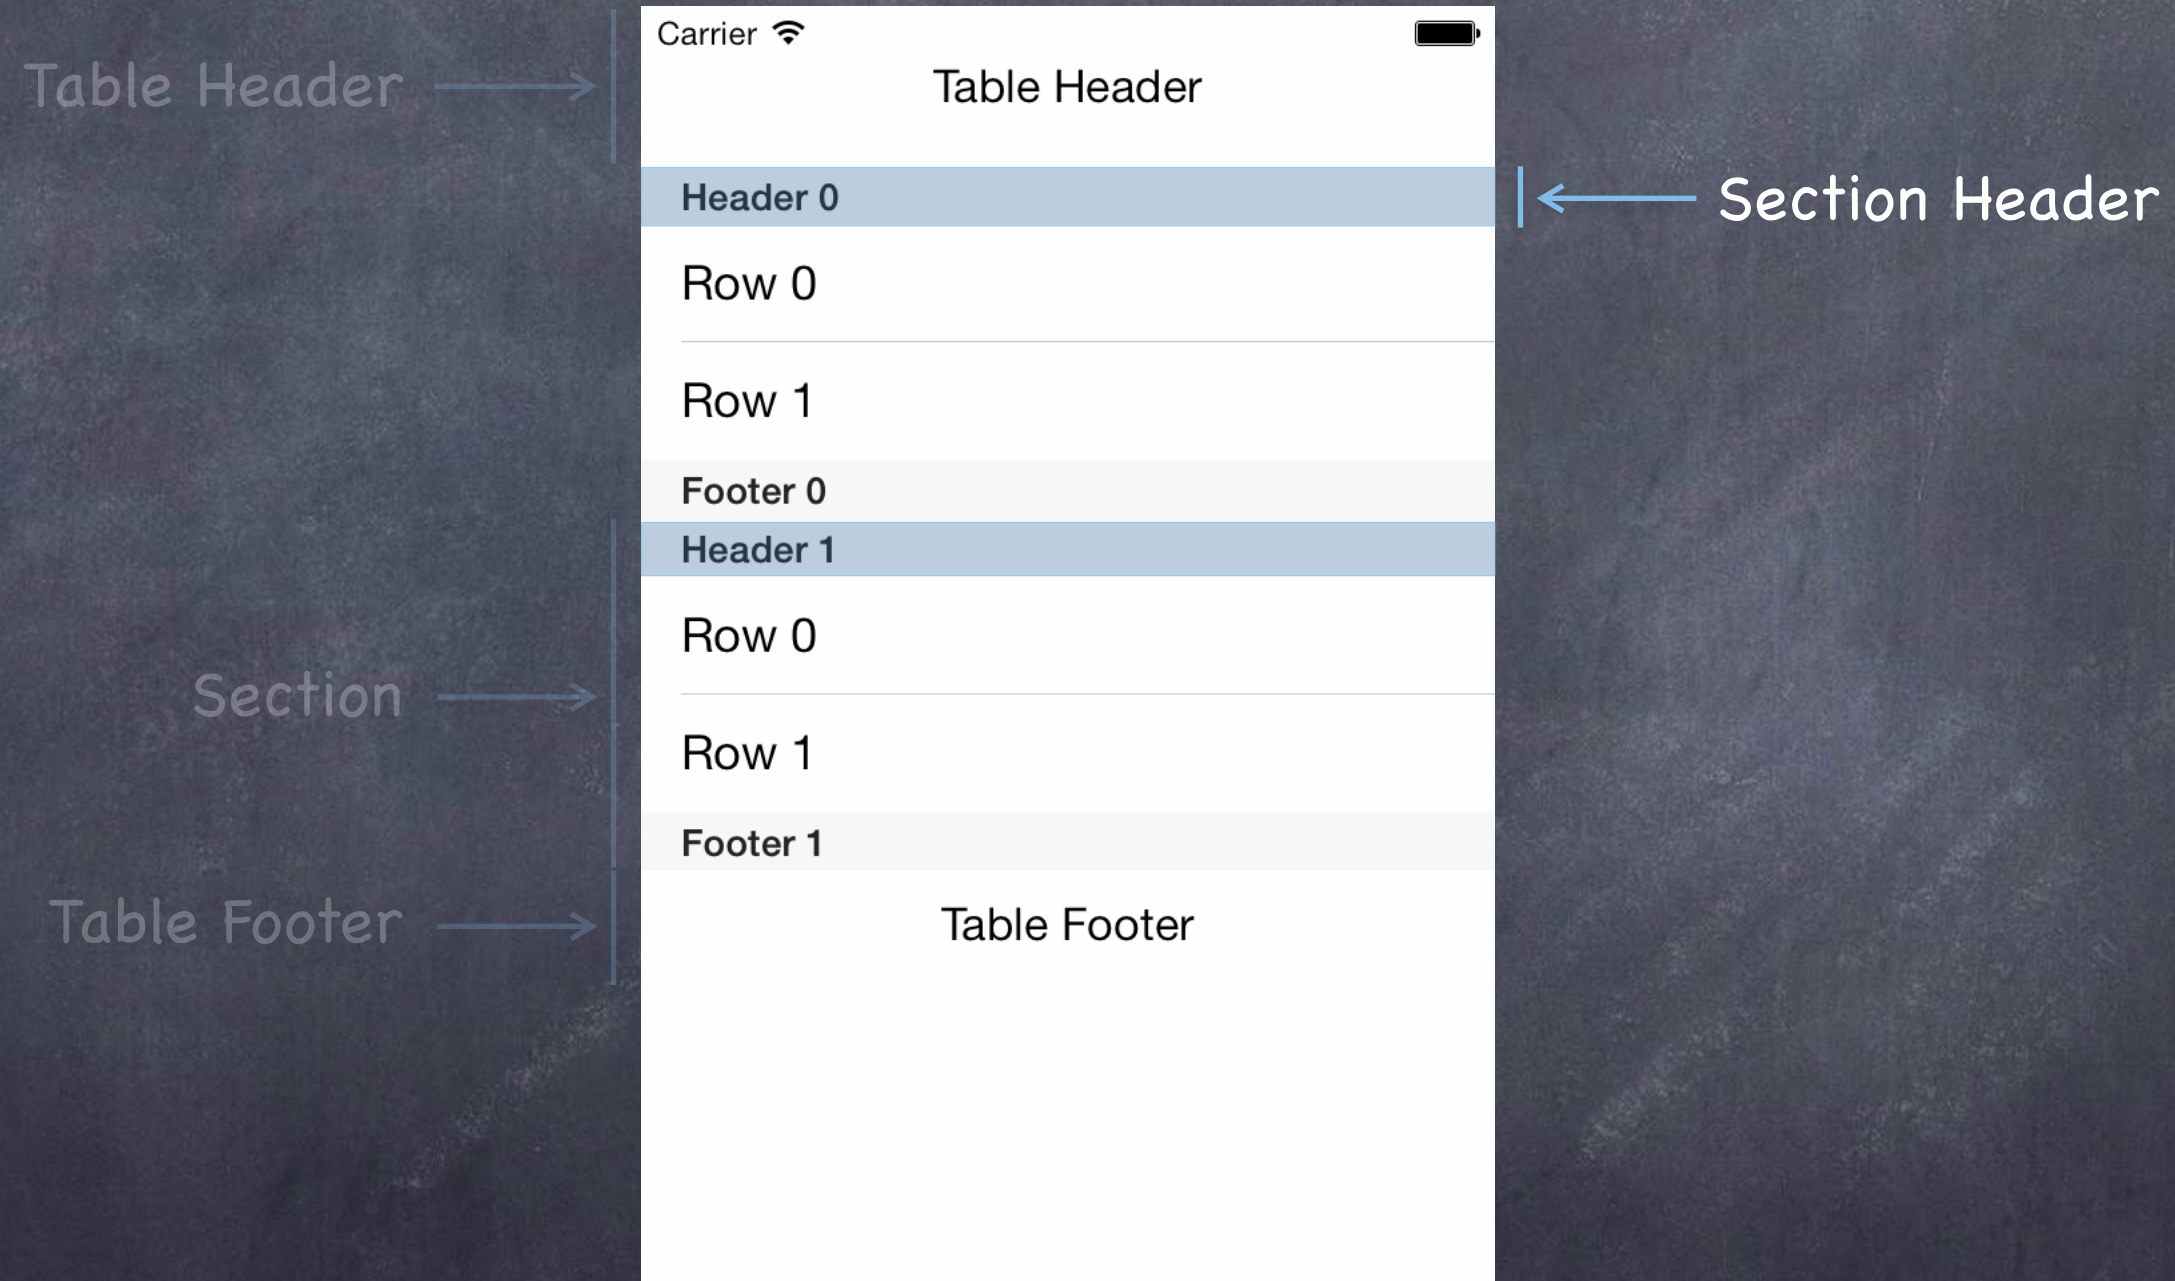 Carrier
Table Header
Table Header
Header 0
Section Header
Row 0
Row 1
Footer 0
Header 1
Row 0
Section
Row 1
Footer 1
Table Footer
Table Footer